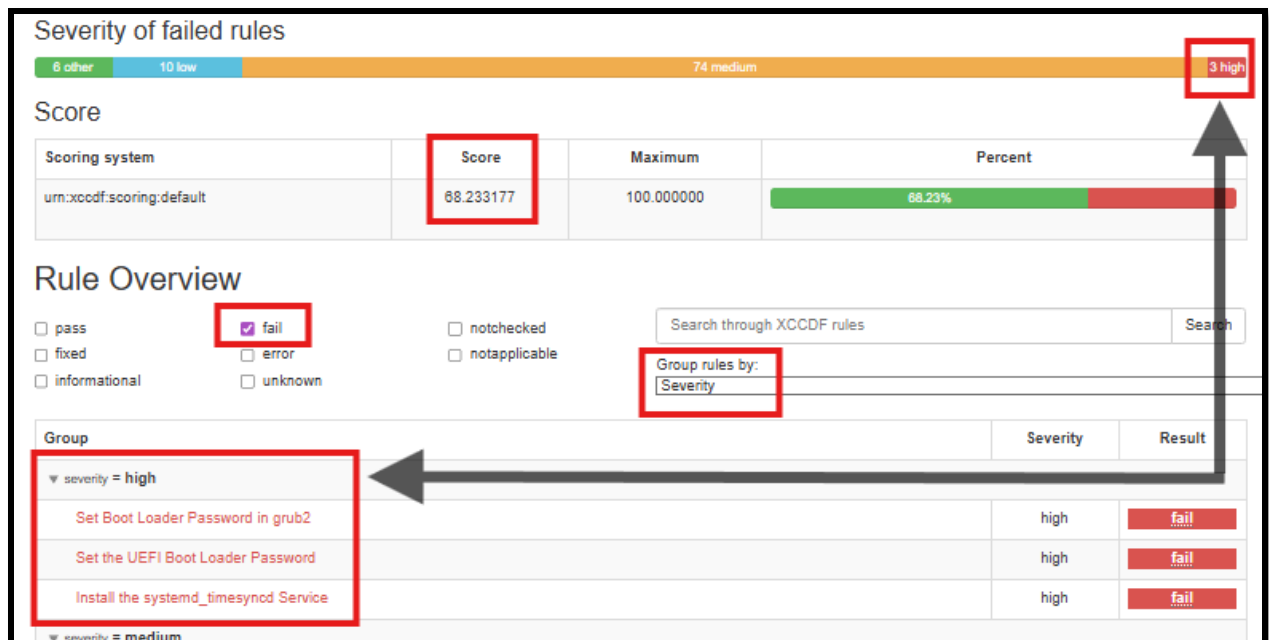 Severity of failed rules
6 other 10 low 74 medium 3 high
Score
Scoring system Score Maximum Percent
urn:xccdf:scoring:default 68.233177 100.000000 68.23%
Rule Overview
pass fail notchecked Search through XCCDF rules Search
fixed error notapplicable
Group rules by:
informational unknown Severity
Group Severity Result
severity = high
Set Boot Loader Password in grub2 high fail
Set the UEFI Boot Loader Password high fail
Install the systemd_timesyncd Service high fail
severity = medium